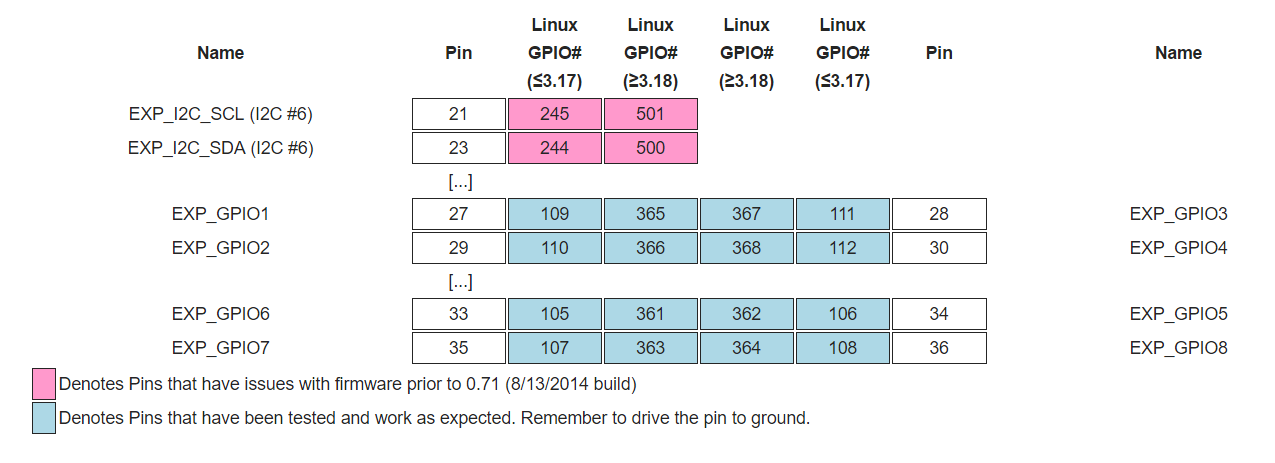 Linux Linux Linux Linux
Name Pin GPIO# GPIO# GPIO# GPIO# Pin Name
(≤3.17) (≥3.18) (≥3.18) (≤3.17)
EXP_I2C_SCL (I2C #6) 21 245 501
EXP_I2C_SDA (I2C #6) 23 244 500
[...]
EXP_GPIO1 27 109 365 367 111 28 EXP_GPIO3
EXP_GPIO2 29 110 366 368 112 30 EXP_GPIO4
[...]
EXP_GPIO6 33 105 361 362 106 34 EXP_GPIO5
EXP_GPIO7 35 107 363 364 108 36 EXP_GPIO8
Denotes Pins that have issues with firmware prior to 0.71 (8/13/2014 build)
Denotes Pins that have been tested and work as expected. Remember to drive the pin to ground.